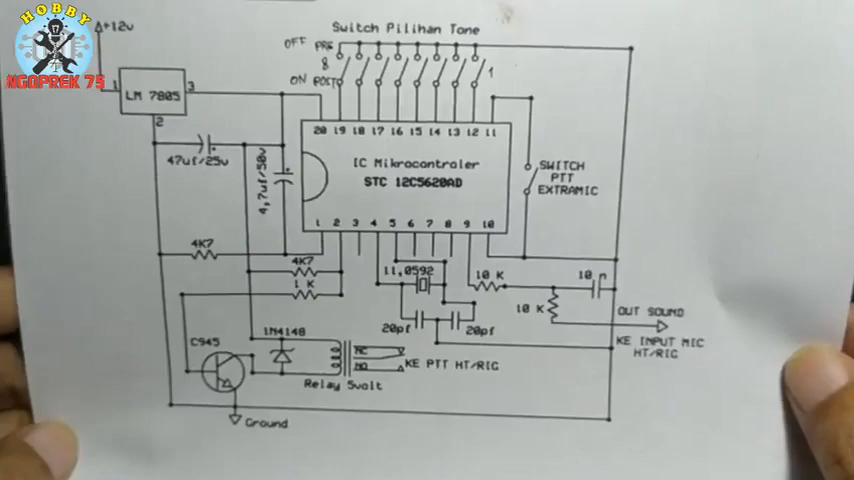 HOBBY
NGOPREK 75
+12v
Switch Pilihan Tone
OFF PRE
8
ON POST
1
1
LM 7805
3
2
47uf/25v
4,7uf/50v
20 19 18 17 16 15 14 13 12 11
IC Mikrocontroler
STC 12C5620AD
1 2 3 4 5 6 7 8 9 10
SWITCH
PTT
EXTRAMIC
4K7
4K7
1 K
11,0592
10 K
10 n
10 K
20pf
20pf
OUT SOUND
KE INPUT MIC
HT/RIG
C945
1N4148
NC
NO
KE PTT HT/RIG
Relay 5volt
Ground